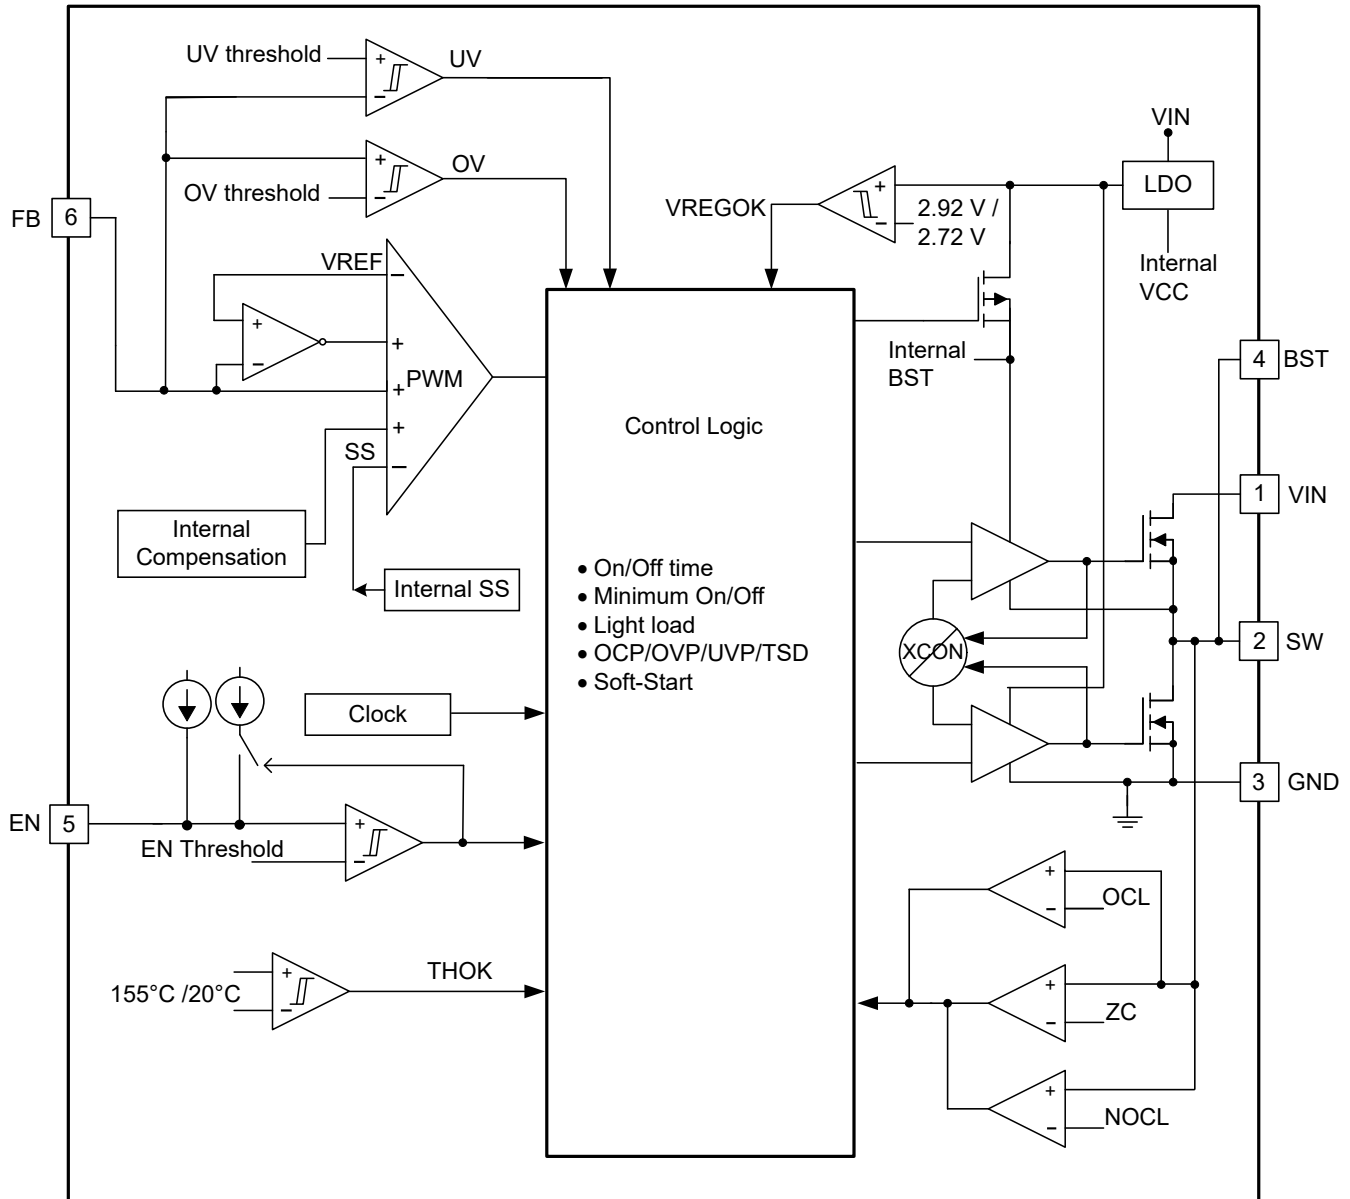 UV threshold
+
−
UV
OV threshold
+
−
OV
FB
6
VREF
−
+
−
+
+
PWM
+
SS
−
Internal
Compensation
Internal SS
Clock
EN
5
EN Threshold
+
−
155°C /20°C
+
−
THOK
Control Logic
• On/Off time
• Minimum On/Off
• Light load
• OCP/OVP/UVP/TSD
• Soft-Start
VREGOK
+
−
2.92 V /
2.72 V
VIN
LDO
Internal
VCC
Internal
BST
4
BST
1
VIN
XCON
2
SW
3
GND
+
−
OCL
+
−
ZC
+
−
NOCL